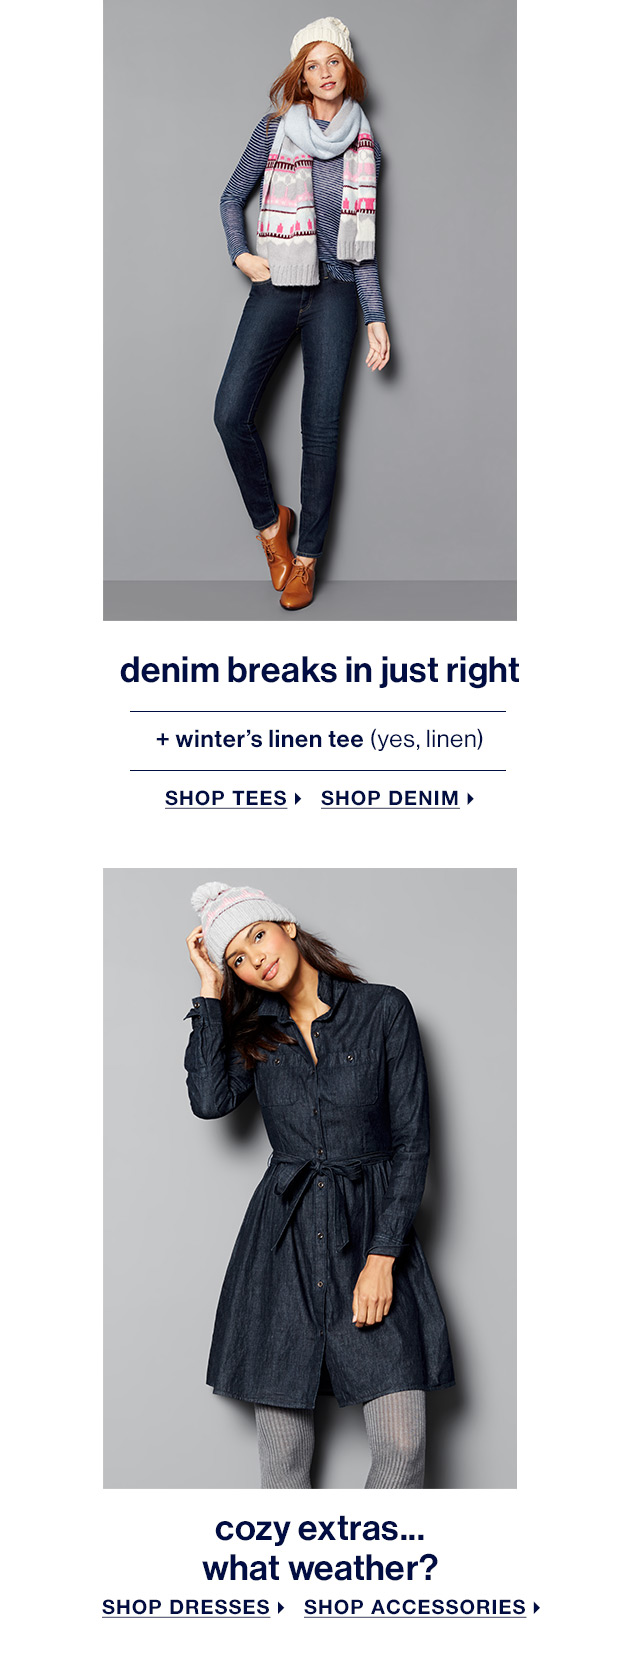 denim breaks in just right
+ winter’s linen tee (yes, linen)
SHOP TEES SHOP DENIM
cozy extras...
what weather?
SHOP DRESSES SHOP ACCESSORIES